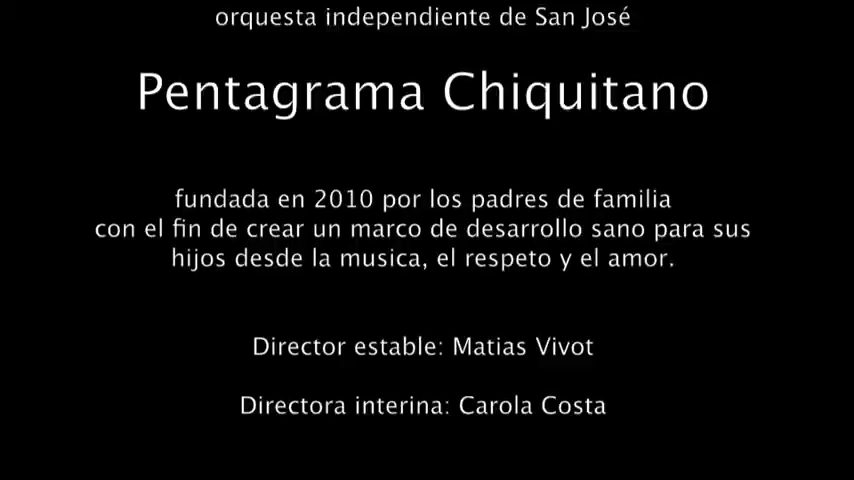 orquesta independiente de San José
Pentagrama Chiquitano
fundada en 2010 por los padres de familia
con el fin de crear un marco de desarrollo sano para sus
hijos desde la musica, el respeto y el amor.
Director estable: Matias Vivot
Directora interina: Carola Costa